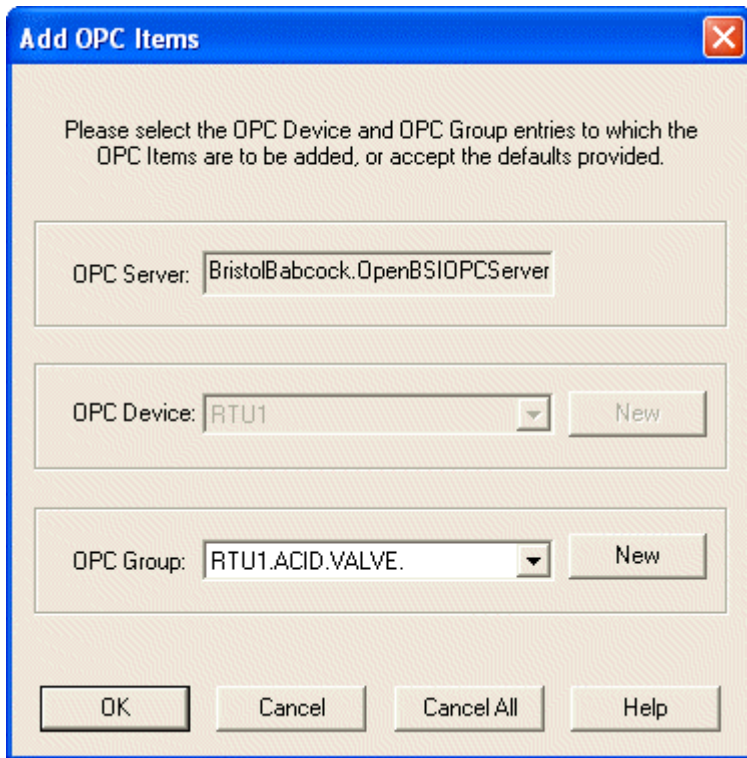 Add OPC Items
Please select the OPC Device and OPC Group entries to which the
OPC Items are to be added, or accept the defaults provided.
OPC Server: BristolBabcock.OpenBSIOPCServer
OPC Device: RTU1 New
OPC Group: RTU1.ACID.VALVE. New
OK Cancel Cancel All Help